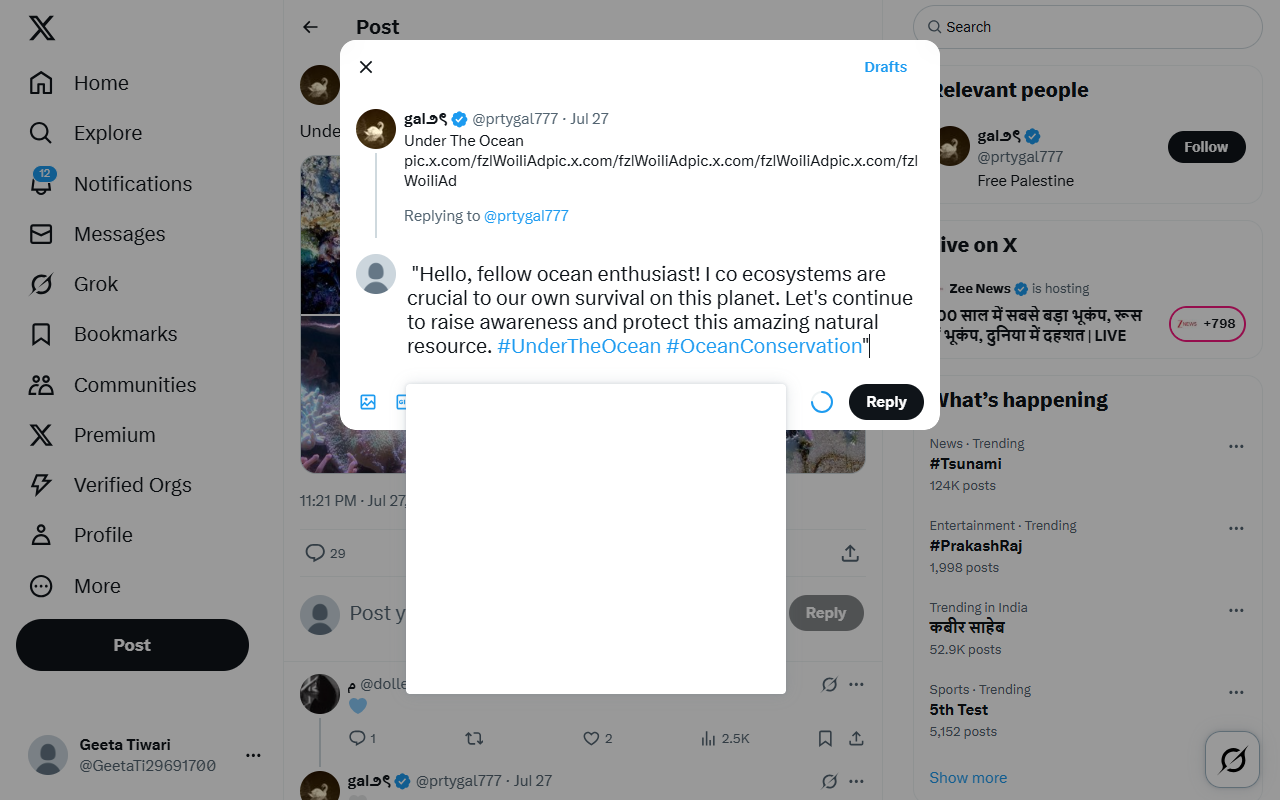 Post
Search
Home
Explore
12
Notifications
Messages
Grok
Bookmarks
Communities
Premium
Verified Orgs
Profile
More
Post
Geeta Tiwari
@GeetaTi29691700
Drafts
@prtygal777 · Jul 27
Under The Ocean
pic.x.com/fzlWoiliAdpic.x.com/fzlWoiliAdpic.x.com/fzlWoiliAdpic.x.com/fzl
WoiliAd
Replying to @prtygal777
"Hello, fellow ocean enthusiast! I co ecosystems are
crucial to our own survival on this planet. Let's continue
to raise awareness and protect this amazing natural
resource. #UnderTheOcean #OceanConservation"
Reply
Unde
11:21 PM · Jul 27,
29
Post y
Reply
م @dolle
1
2
2.5K
@prtygal777 · Jul 27
Relevant people
@prtygal777
Free Palestine
Follow
Live on X
Zee News is hosting
00 साल में सबसे बड़ा भूकंप, रूस
में भूकंप, दुनिया में दहशत | LIVE
+798
What's happening
News · Trending
#Tsunami
124K posts
Entertainment · Trending
#PrakashRaj
1,998 posts
Trending in India
कबीर साहेब
52.9K posts
Sports · Trending
5th Test
5,152 posts
Show more